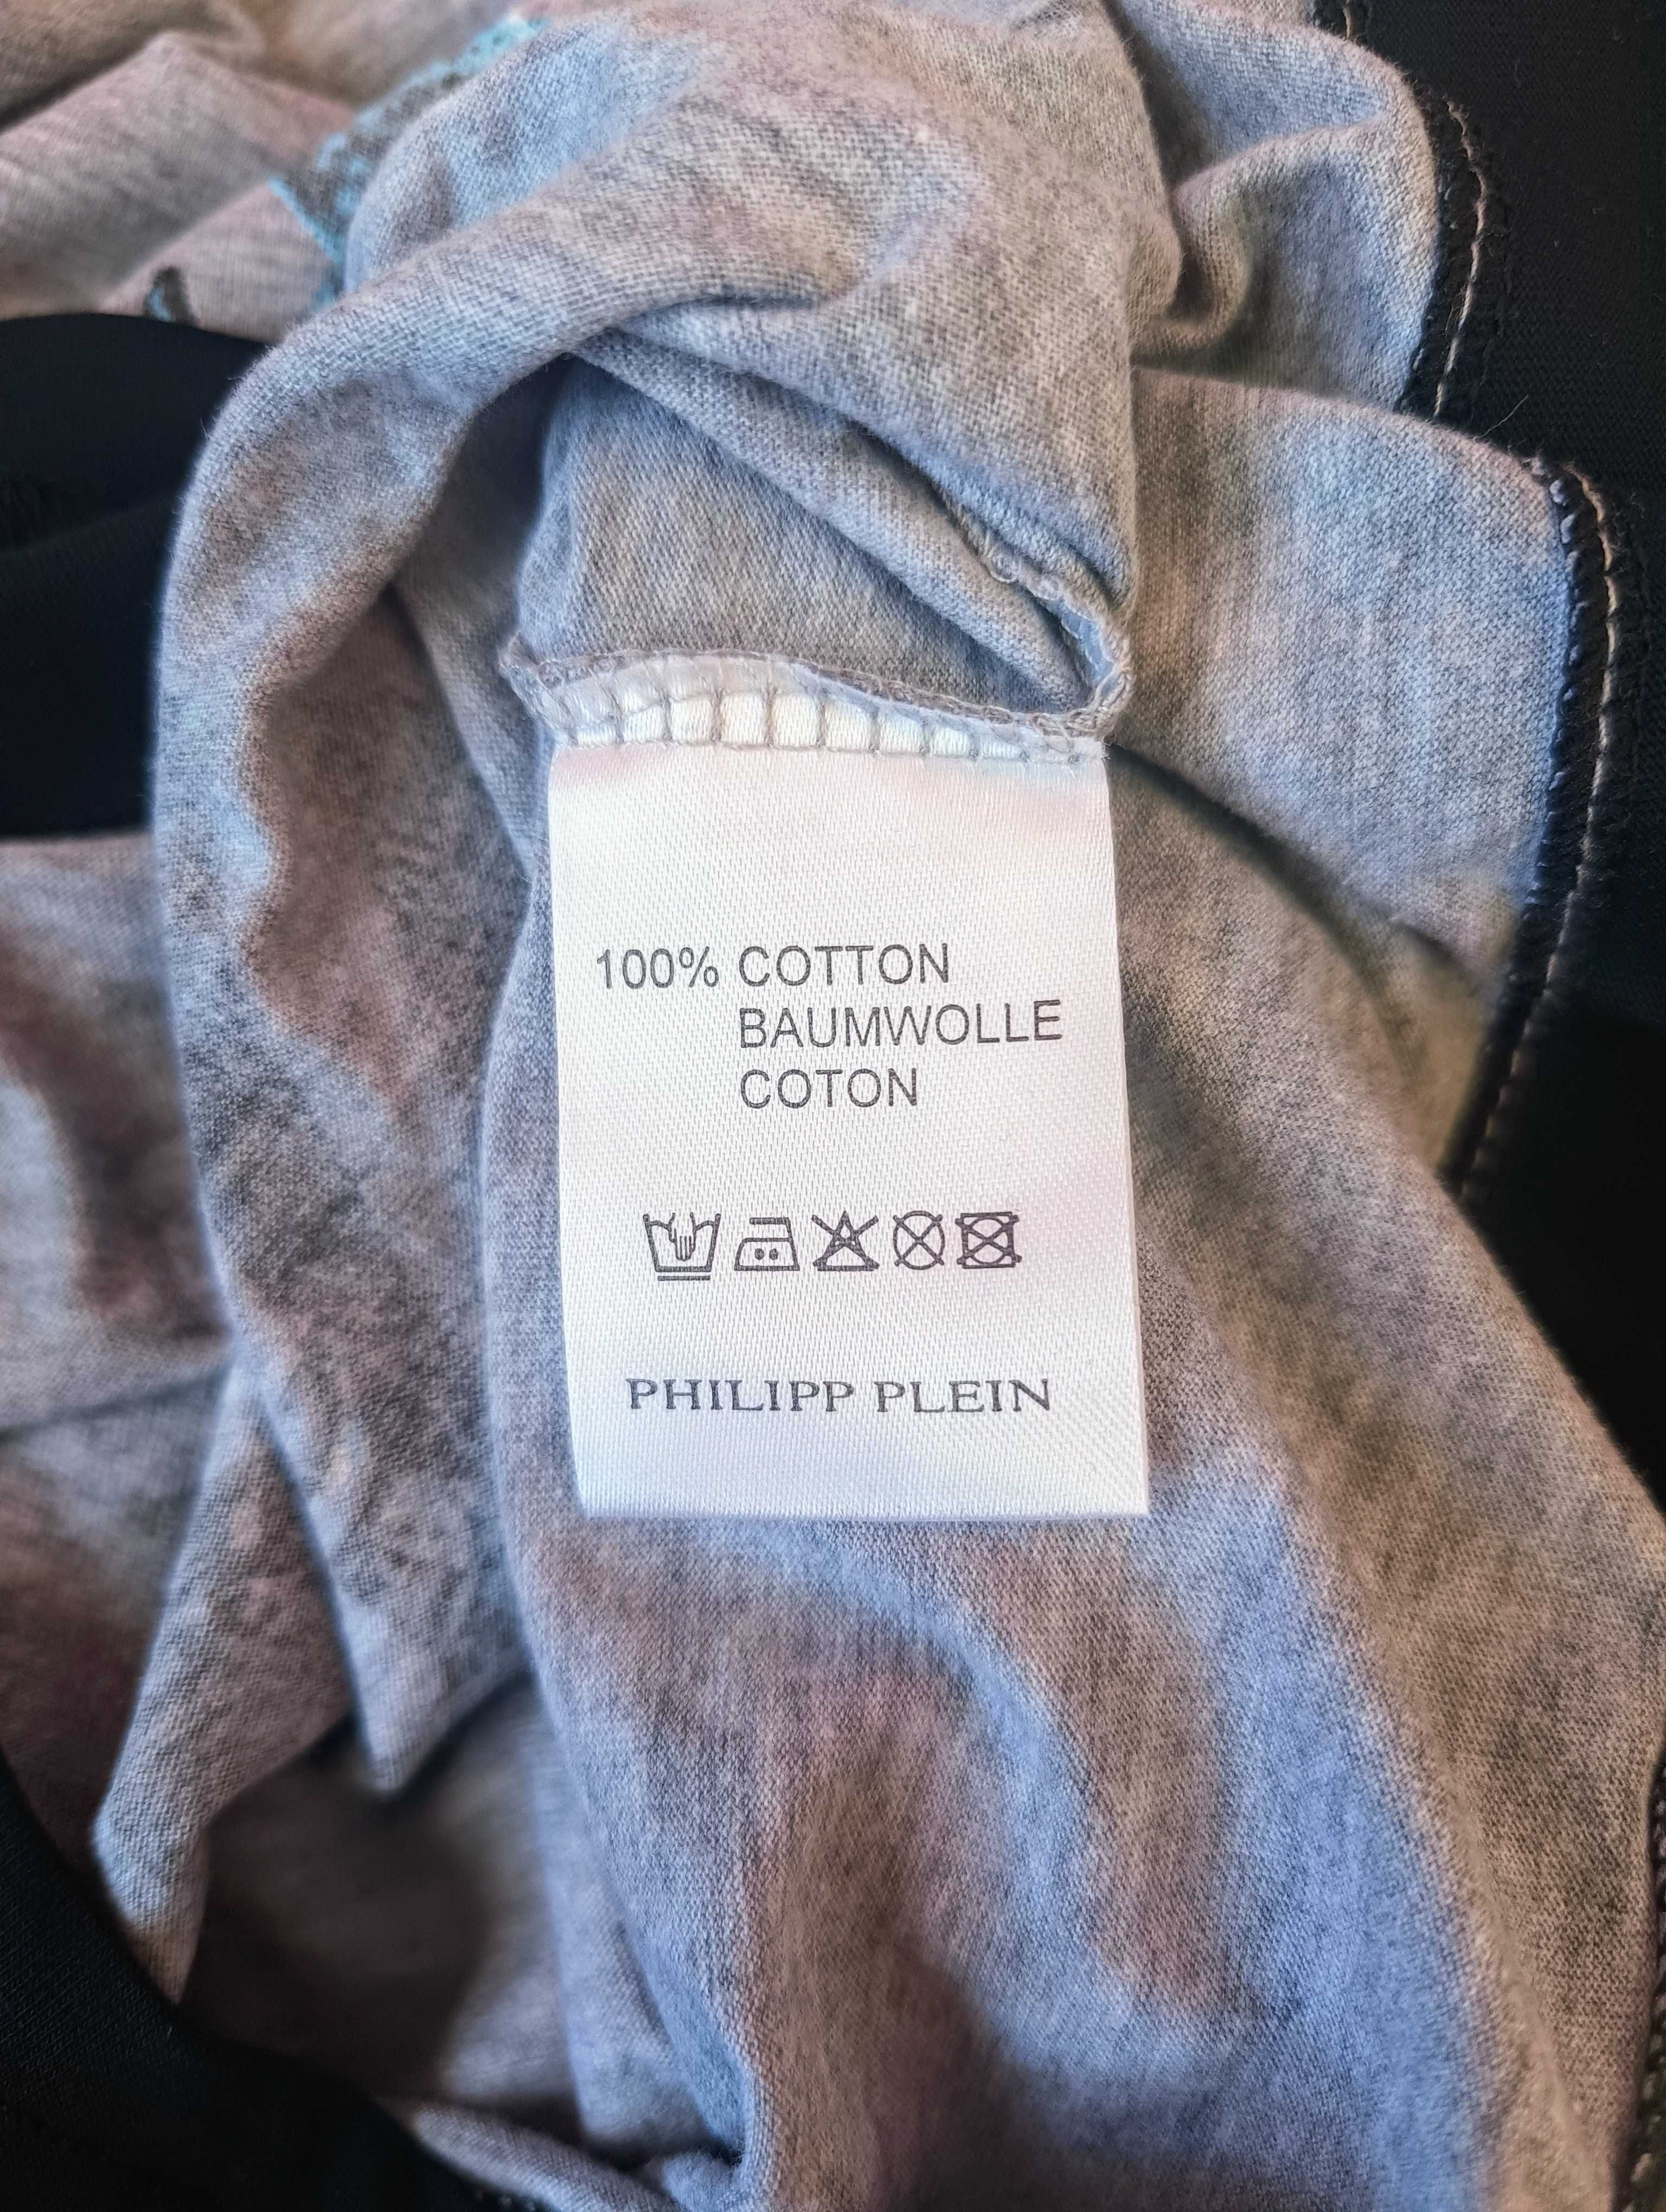 100% COTTON
BAUMWOLLE
COTON
PHILIPP PLEIN